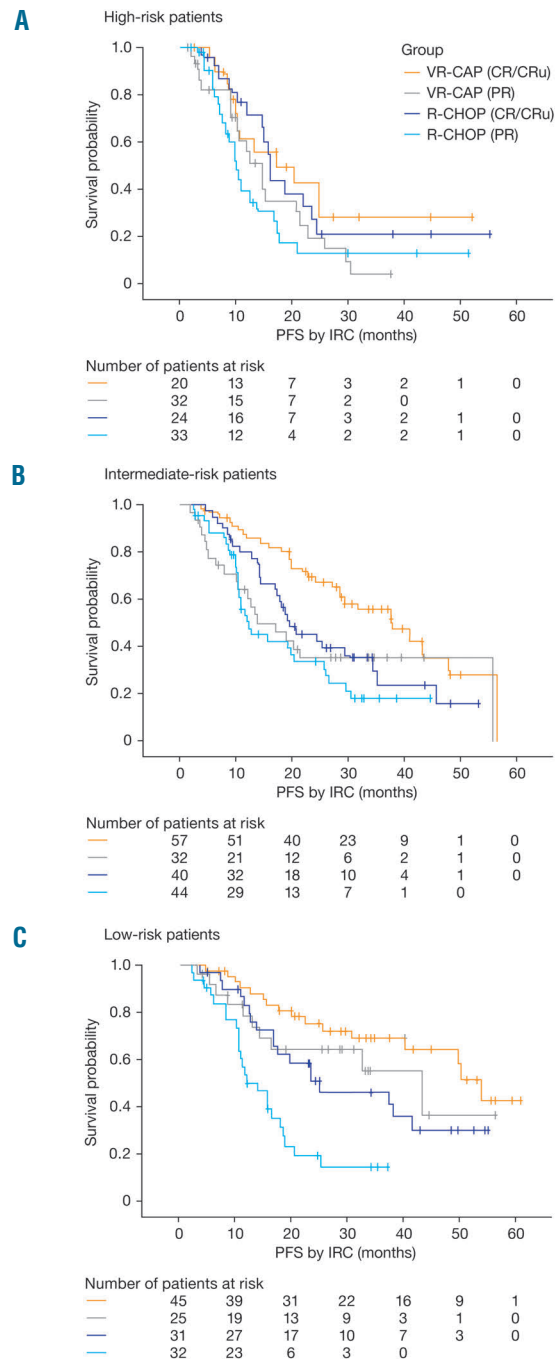 A
High-risk patients
1.0
0.8
0.6
0.4
0.2
0
Survival probability
Group
VR-CAP (CR/CRu)
VR-CAP (PR)
R-CHOP (CR/CRu)
R-CHOP (PR)
0 10 20 30 40 50 60
PFS by IRC (months)
Number of patients at risk
20 13 7 3 2 1 0
32 15 7 2 0
24 16 7 3 2 1 0
33 12 4 2 2 1 0
B
Intermediate-risk patients
1.0
0.8
0.6
0.4
0.2
0
Survival probability
0 10 20 30 40 50 60
PFS by IRC (months)
Number of patients at risk
57 51 40 23 9 1 0
32 21 12 6 2 1 0
40 32 18 10 4 1 0
44 29 13 7 1 0
C
Low-risk patients
1.0
0.8
0.6
0.4
0.2
0
Survival probability
0 10 20 30 40 50 60
PFS by IRC (months)
Number of patients at risk
45 39 31 22 16 9 1
25 19 13 9 3 1 0
31 27 17 10 7 3 0
32 23 6 3 0